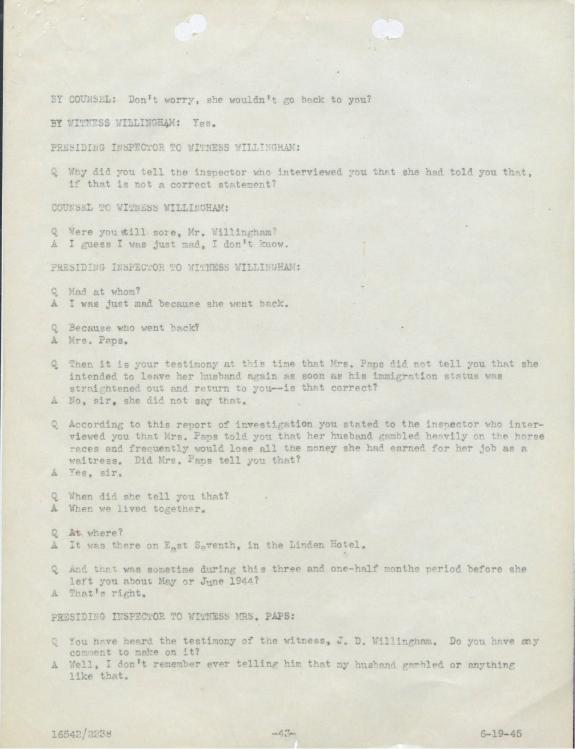 BY COUNSEL: Don't worry, she wouldn't go back to you?
BY WITNESS WILLINGHAM: Yes.
PRESIDING INSPECTOR TO WITNESS WILLINGHAM:
Q Why did you tell the inspector who interviewed you that she had told you that,
if that is not a correct statement?
COUNSEL TO WITNESS WILLINGHAM:
Q Were you still sore, Mr. Willingham?
A I guess I was just mad, I don't know.
PRESIDING INSPECTOR TO WITNESS WILLINGHAM:
Q Mad at whom?
A I was just mad because she went back.
Q Because who went back?
A Mrs. Paps.
Q Then it is your testimony at this time that Mrs. Paps did not tell you that she
intended to leave her husband again as soon as his immigration status was
straightened out and return to you--is that correct?
A No, sir, she did not say that.
Q According to this report of investigation you stated to the inspector who inter-
viewed you that Mrs. Paps told you that her husband gambled heavily on the horse
races and frequently would lose all the money she had earned for her job as a
waitress. Did Mrs. Paps tell you that?
A Yes, sir.
Q When did she tell you that?
A When we lived together.
Q At where?
A It was there on East Seventh, in the Linden Hotel.
Q And that was sometime during this three and one-half months period before she
left you about May or June 1944?
A That's right.
PRESIDING INSPECTOR TO WITNESS MRS. PAPS:
Q You have heard the testimony of the witness, J. D. Willingham. Do you have any
comment to make on it?
A Well, I don't remember ever telling him that my husband gambled or anything
like that.
16542/2238 -43- 6-19-45